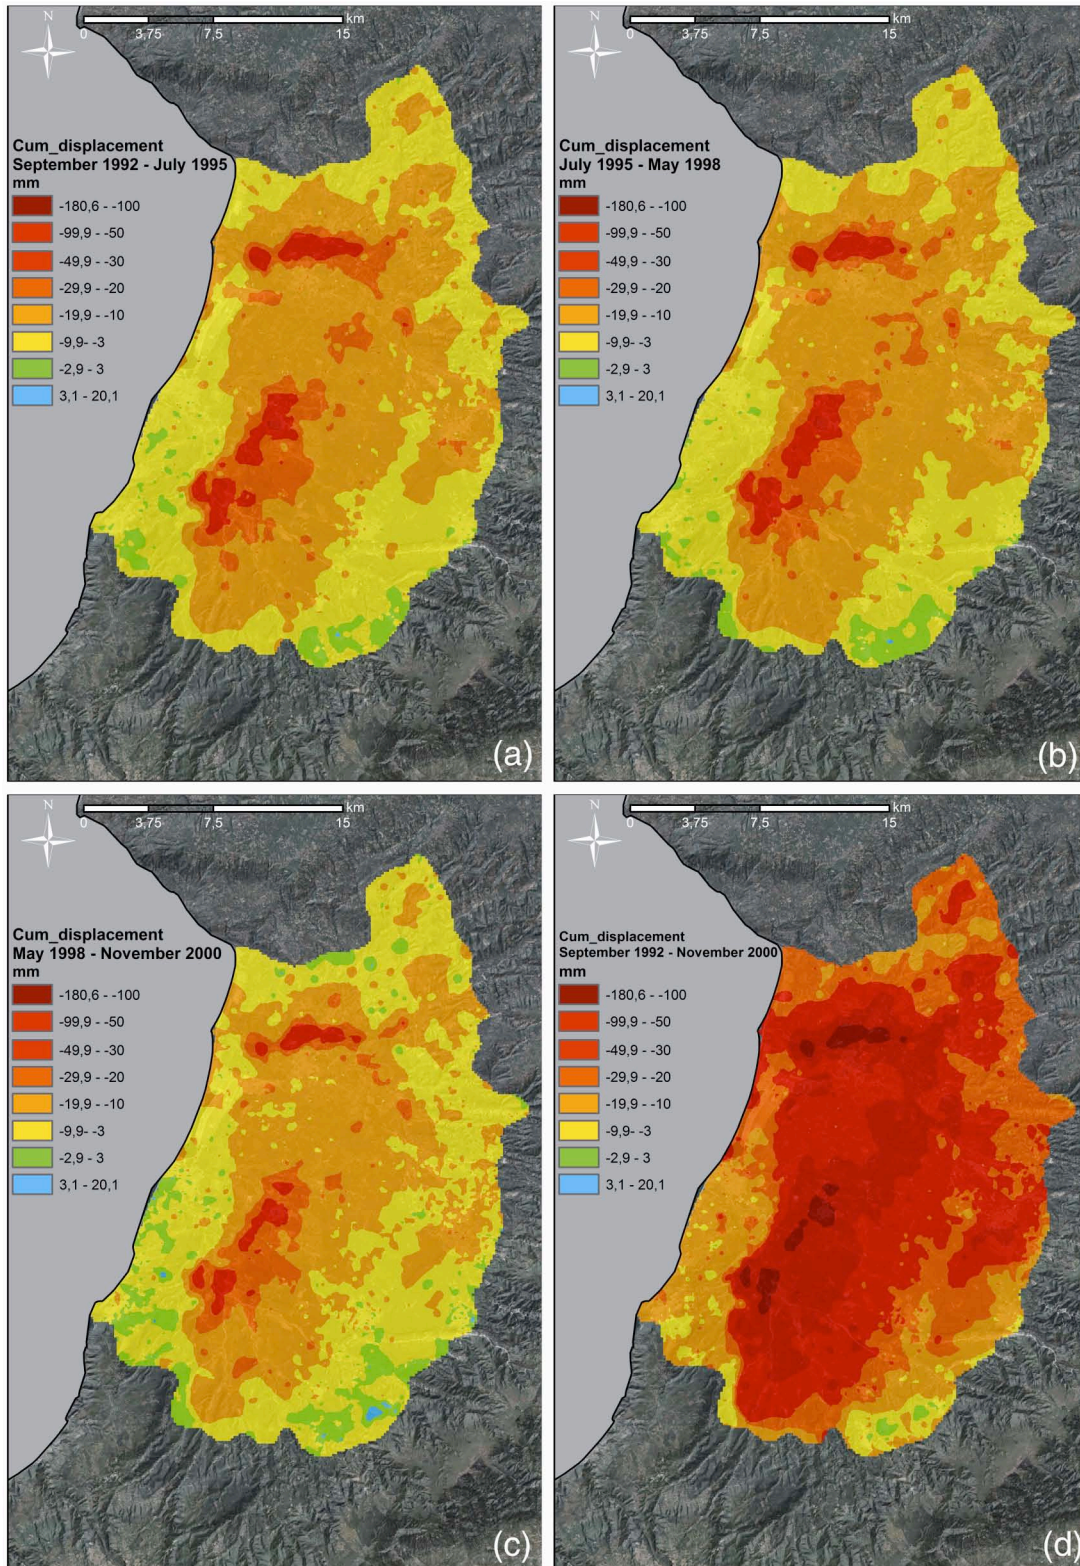 N
km
0 3,75 7,5 15
Cum_displacement
September 1992 - July 1995
mm
-180,6 - -100
-99,9 - -50
-49,9 - -30
-29,9 - -20
-19,9 - -10
-9,9- -3
-2,9 - 3
3,1 - 20,1
(a)
N
km
0 3,75 7,5 15
Cum_displacement
July 1995 - May 1998
mm
-180,6 - -100
-99,9 - -50
-49,9 - -30
-29,9 - -20
-19,9 - -10
-9,9- -3
-2,9 - 3
3,1 - 20,1
(b)
N
km
0 3,75 7,5 15
Cum_displacement
May 1998 - November 2000
mm
-180,6 - -100
-99,9 - -50
-49,9 - -30
-29,9 - -20
-19,9 - -10
-9,9- -3
-2,9 - 3
3,1 - 20,1
(c)
N
km
0 3,75 7,5 15
Cum_displacement
September 1992 - November 2000
mm
-180,6 - -100
-99,9 - -50
-49,9 - -30
-29,9 - -20
-19,9 - -10
-9,9- -3
-2,9 - 3
3,1 - 20,1
(d)